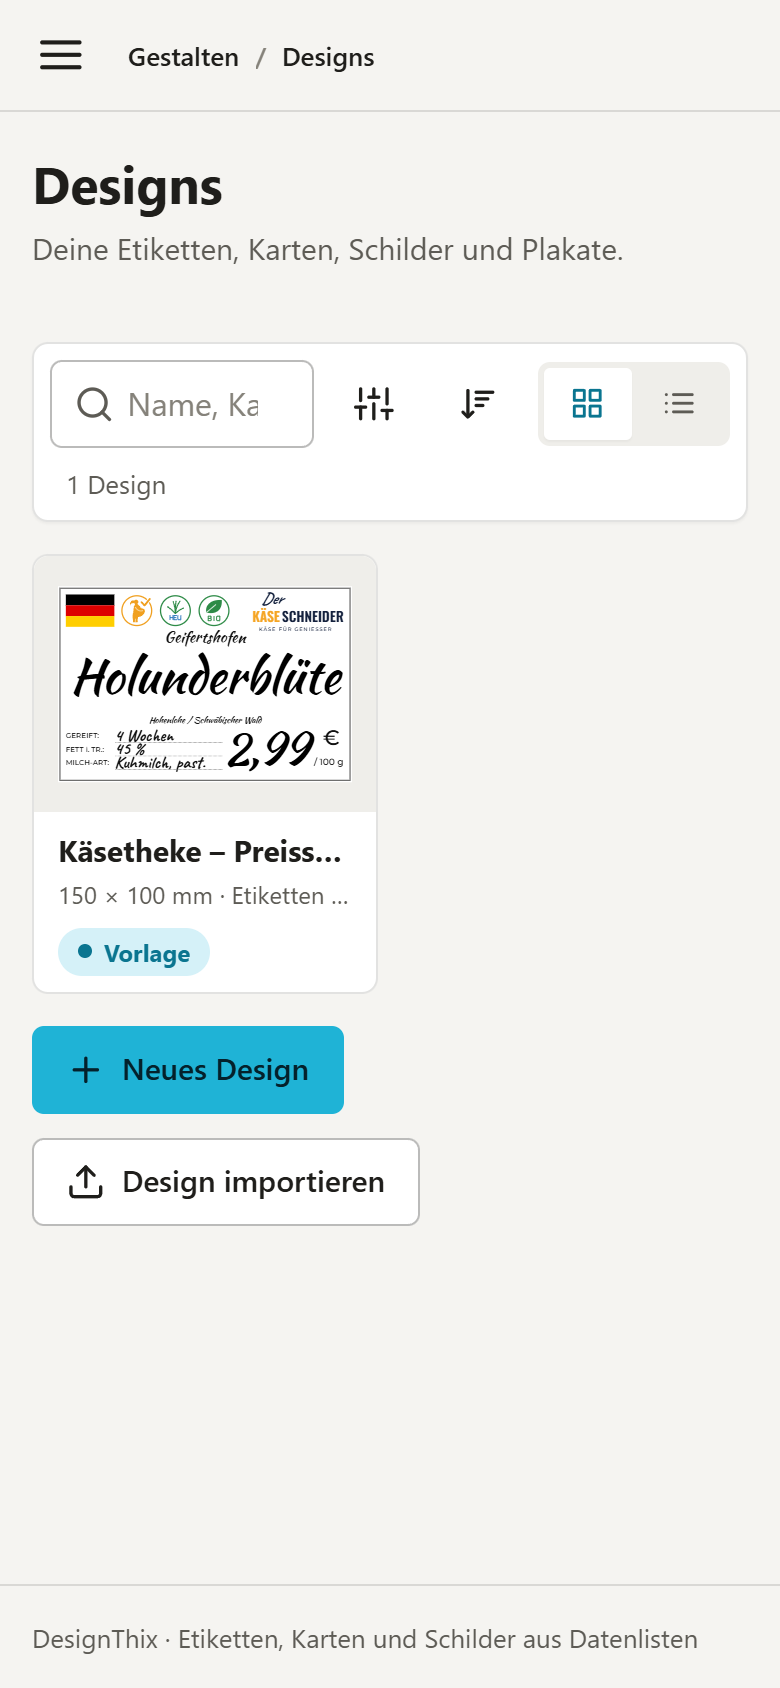 Gestalten / Designs
Designs
Deine Etiketten, Karten, Schilder und Plakate.
Name, Ka
1 Design
HEU
BIO
Der
KÄSESCHNEIDER
KÄSE FÜR GENIESSER
Geifertshofen
Holunderblüte
Hohenlohe / Schwäbischer Wald
GEREIFT: 4 Wochen
FETT i. TR.: 45 %
MILCH-ART: Kuhmilch, past.
2,99 €
/ 100 g
Käsetheke – Preiss...
150 × 100 mm · Etiketten ...
Vorlage
Neues Design
Design importieren
DesignThix · Etiketten, Karten und Schilder aus Datenlisten